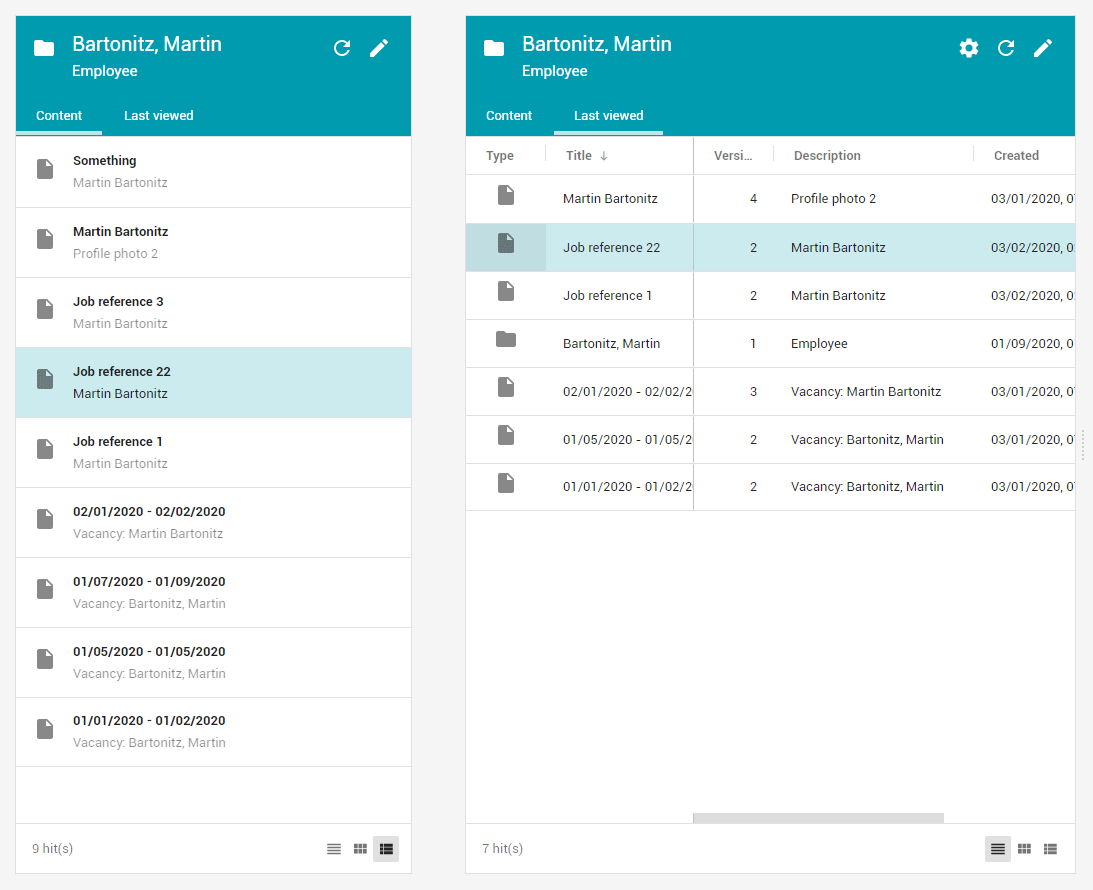 Bartonitz, Martin
Employee
Content Last viewed
Something
Martin Bartonitz
Martin Bartonitz
Profile photo 2
Job reference 3
Martin Bartonitz
Job reference 22
Martin Bartonitz
Job reference 1
Martin Bartonitz
02/01/2020 - 02/02/2020
Vacancy: Martin Bartonitz
01/07/2020 - 01/09/2020
Vacancy: Bartonitz, Martin
01/05/2020 - 01/05/2020
Vacancy: Bartonitz, Martin
01/01/2020 - 01/02/2020
Vacancy: Bartonitz, Martin
9 hit(s)
Bartonitz, Martin
Employee
Content Last viewed
Type Title Versi... Description Created
Martin Bartonitz 4 Profile photo 2 03/01/2020, 0
Job reference 22 2 Martin Bartonitz 03/02/2020, 0
Job reference 1 2 Martin Bartonitz 03/02/2020, 0
Bartonitz, Martin 1 Employee 01/09/2020, 0
02/01/2020 - 02/02/2 3 Vacancy: Martin Bartonitz 03/01/2020, 0
01/05/2020 - 01/05/2 2 Vacancy: Bartonitz, Martin 03/01/2020, 0
01/01/2020 - 01/02/2 2 Vacancy: Bartonitz, Martin 03/01/2020, 0
7 hit(s)